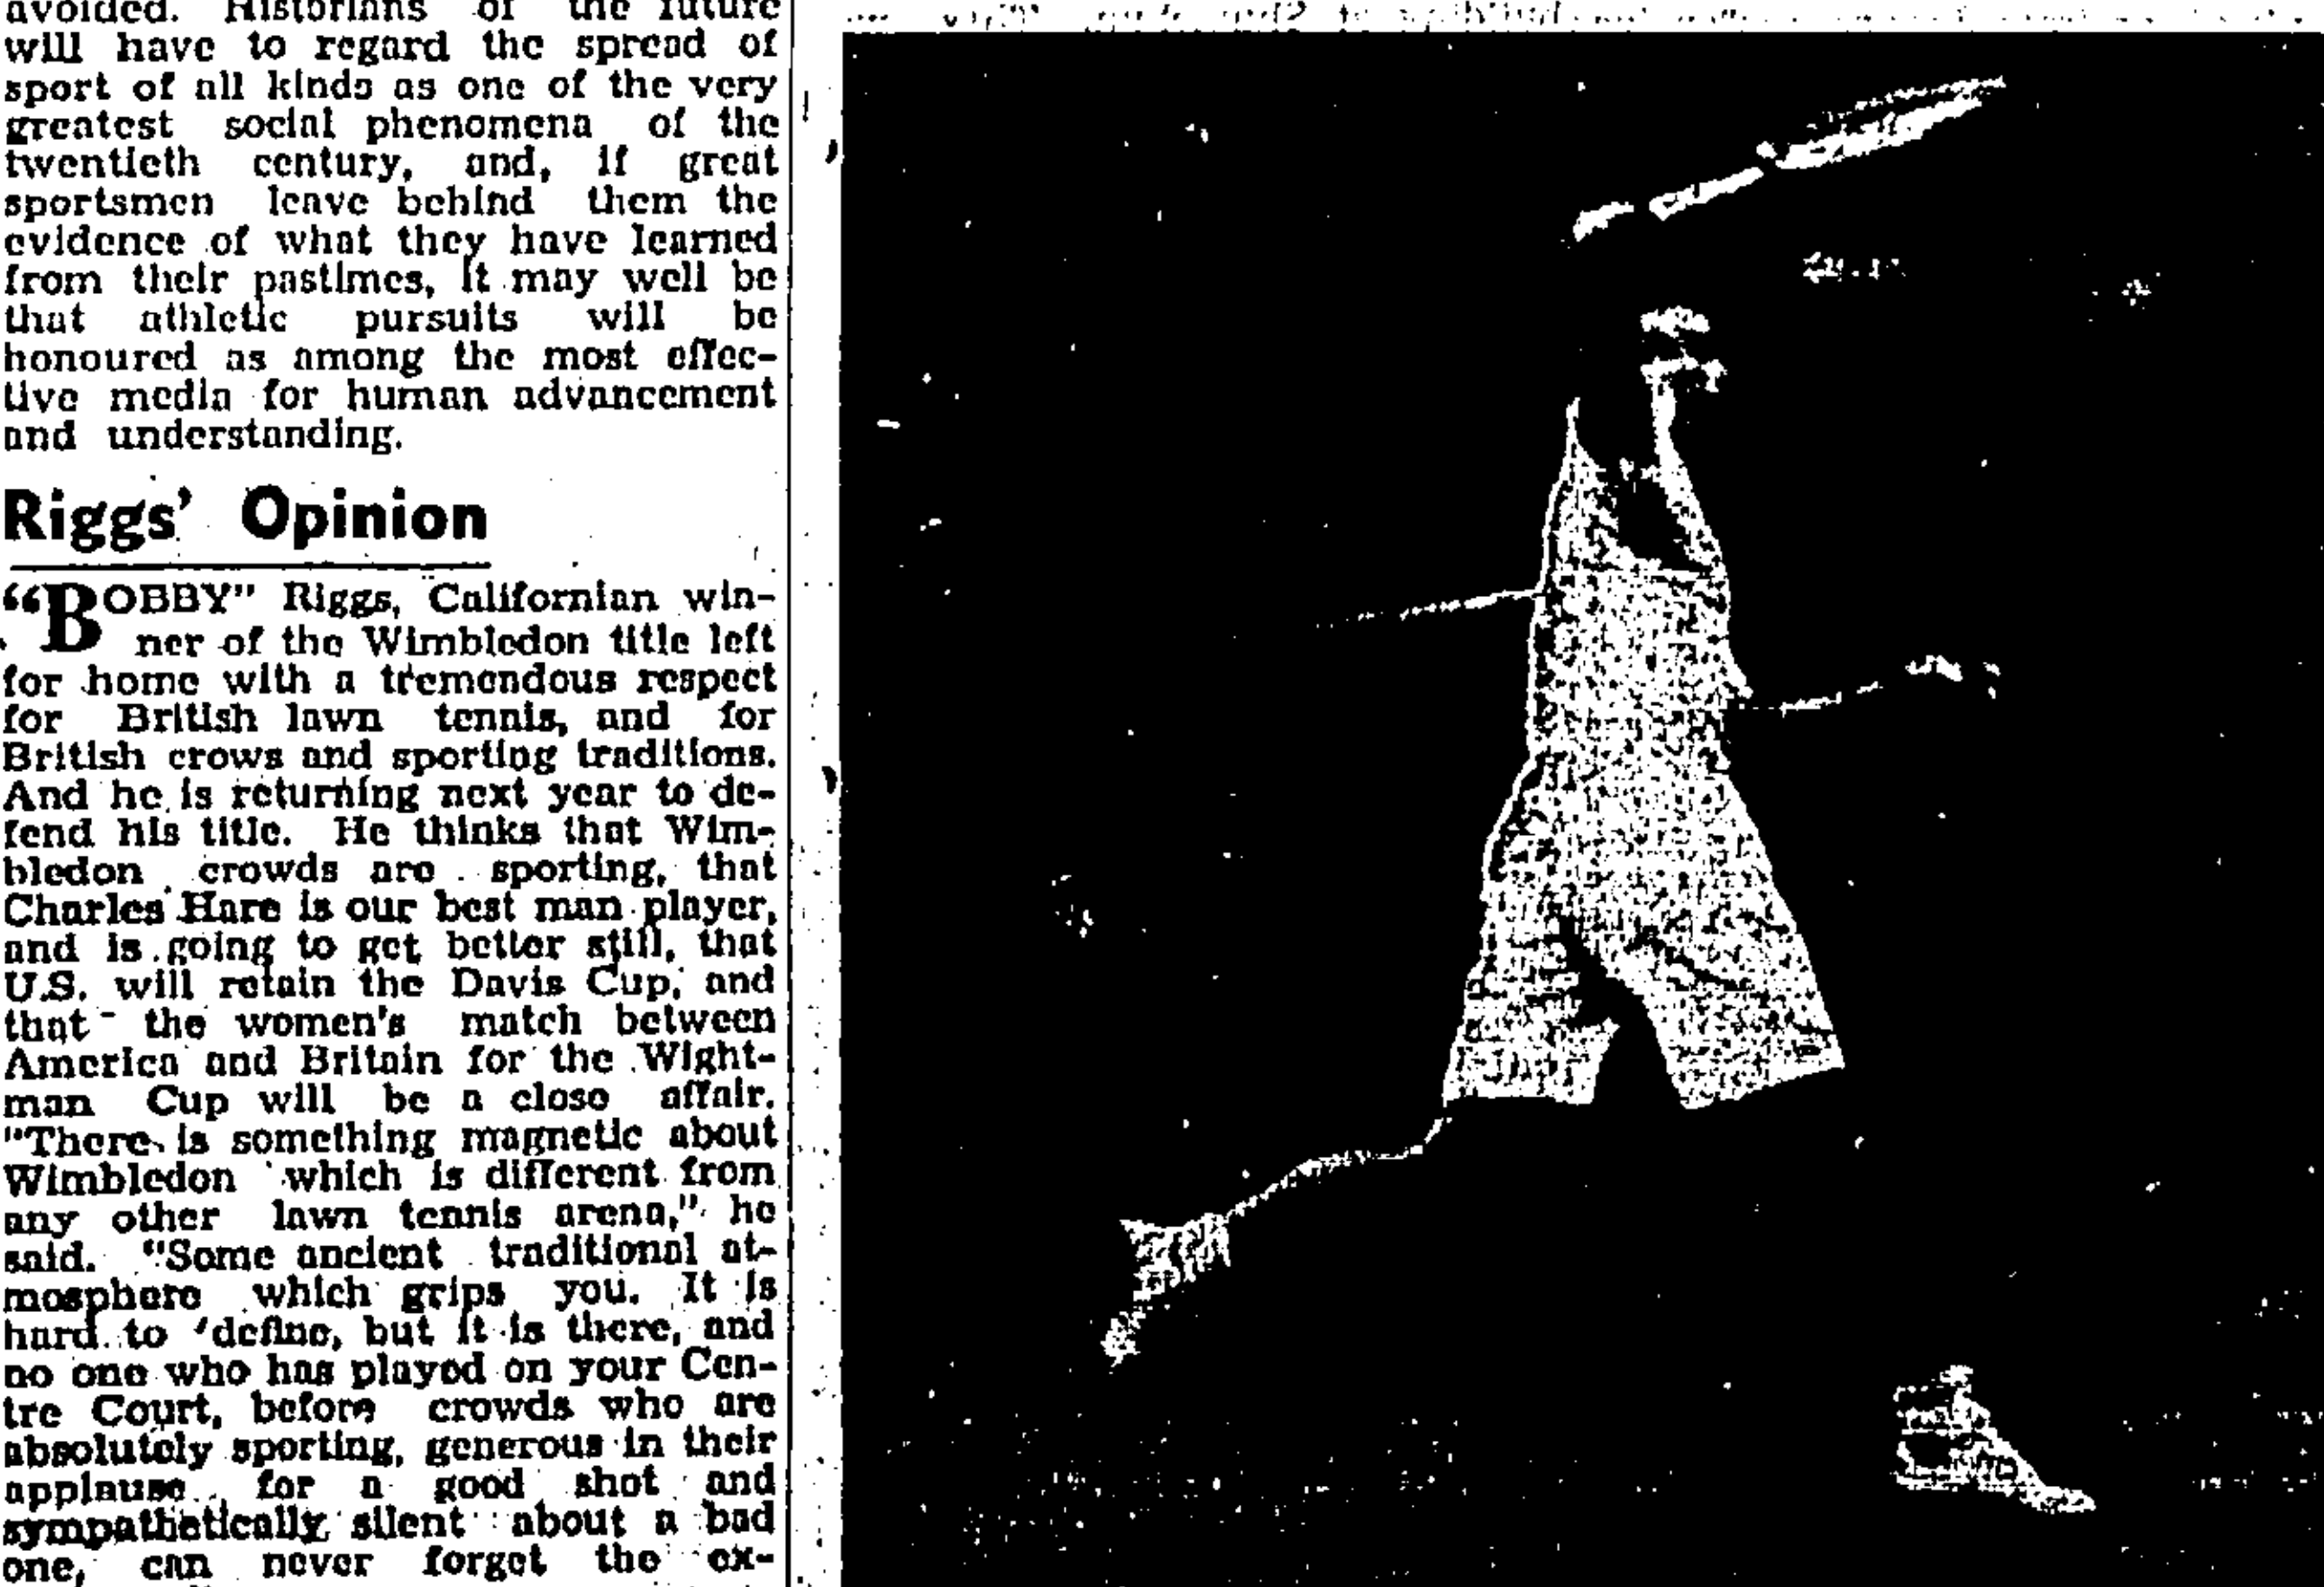 avoided. Historians of the future
will have to regard the spread of
sport of all kinds as one of the very
greatest social phenomena of the
twentieth century, and, if great
sportsmen leave behind them the
evidence of what they have learned
from their pastimes, it may well be
that athletic pursuits will be
honoured as among the most effec-
tive media for human advancement
and understanding.
Riggs' Opinion
"BOBBY" Riggs, Californian win-
ner of the Wimbledon title left
for home with a tremendous respect
for British lawn tennis, and for
British crows and sporting traditions.
And he is returning next year to de-
fend his title. He thinks that Wim-
bledon crowds are sporting, that
Charles Hare is our best man player,
and is going to get better still, that
U.S. will retain the Davis Cup, and
that the women's match between
America and Britain for the Wight-
man Cup will be a close affair.
"There is something magnetic about
Wimbledon which is different from
any other lawn tennis arena," he
said. "Some ancient traditional at-
mosphere which grips you. It is
hard to define, but it is there, and
no one who has played on your Cen-
tre Court, before crowds who are
absolutely sporting, generous in their
applause for a good shot and
sympathetically silent about a bad
one, can never forget the ex-